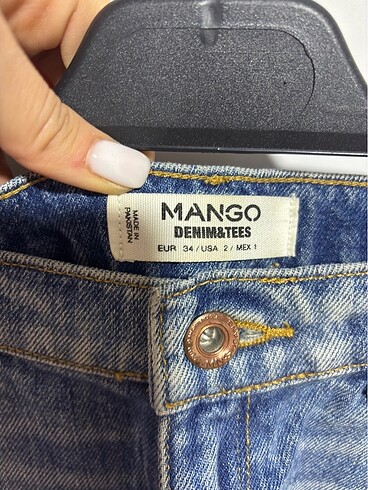 MANGO
DENIM&TEES
EUR 34 / USA 2 / MEX 1
MADE IN
PAKISTAN